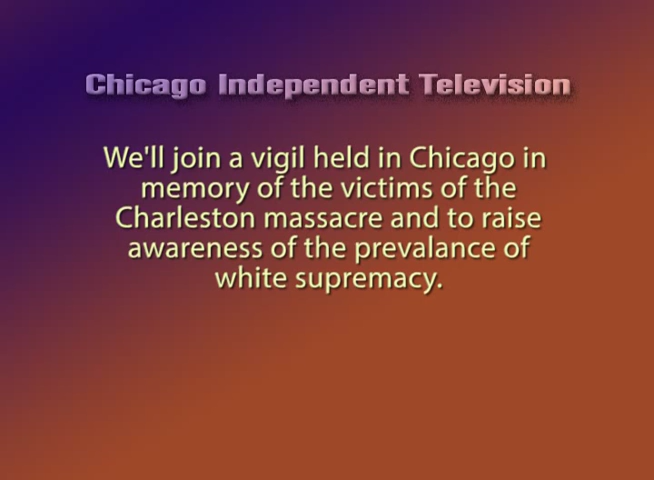 Chicago Independent Television
We'll join a vigil held in Chicago in
memory of the victims of the
Charleston massacre and to raise
awareness of the prevalance of
white supremacy.